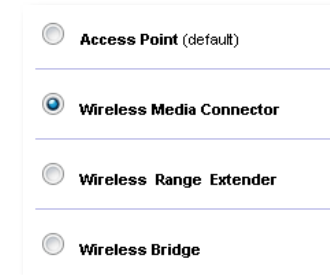 Access Point (default)
Wireless Media Connector
Wireless Range Extender
Wireless Bridge